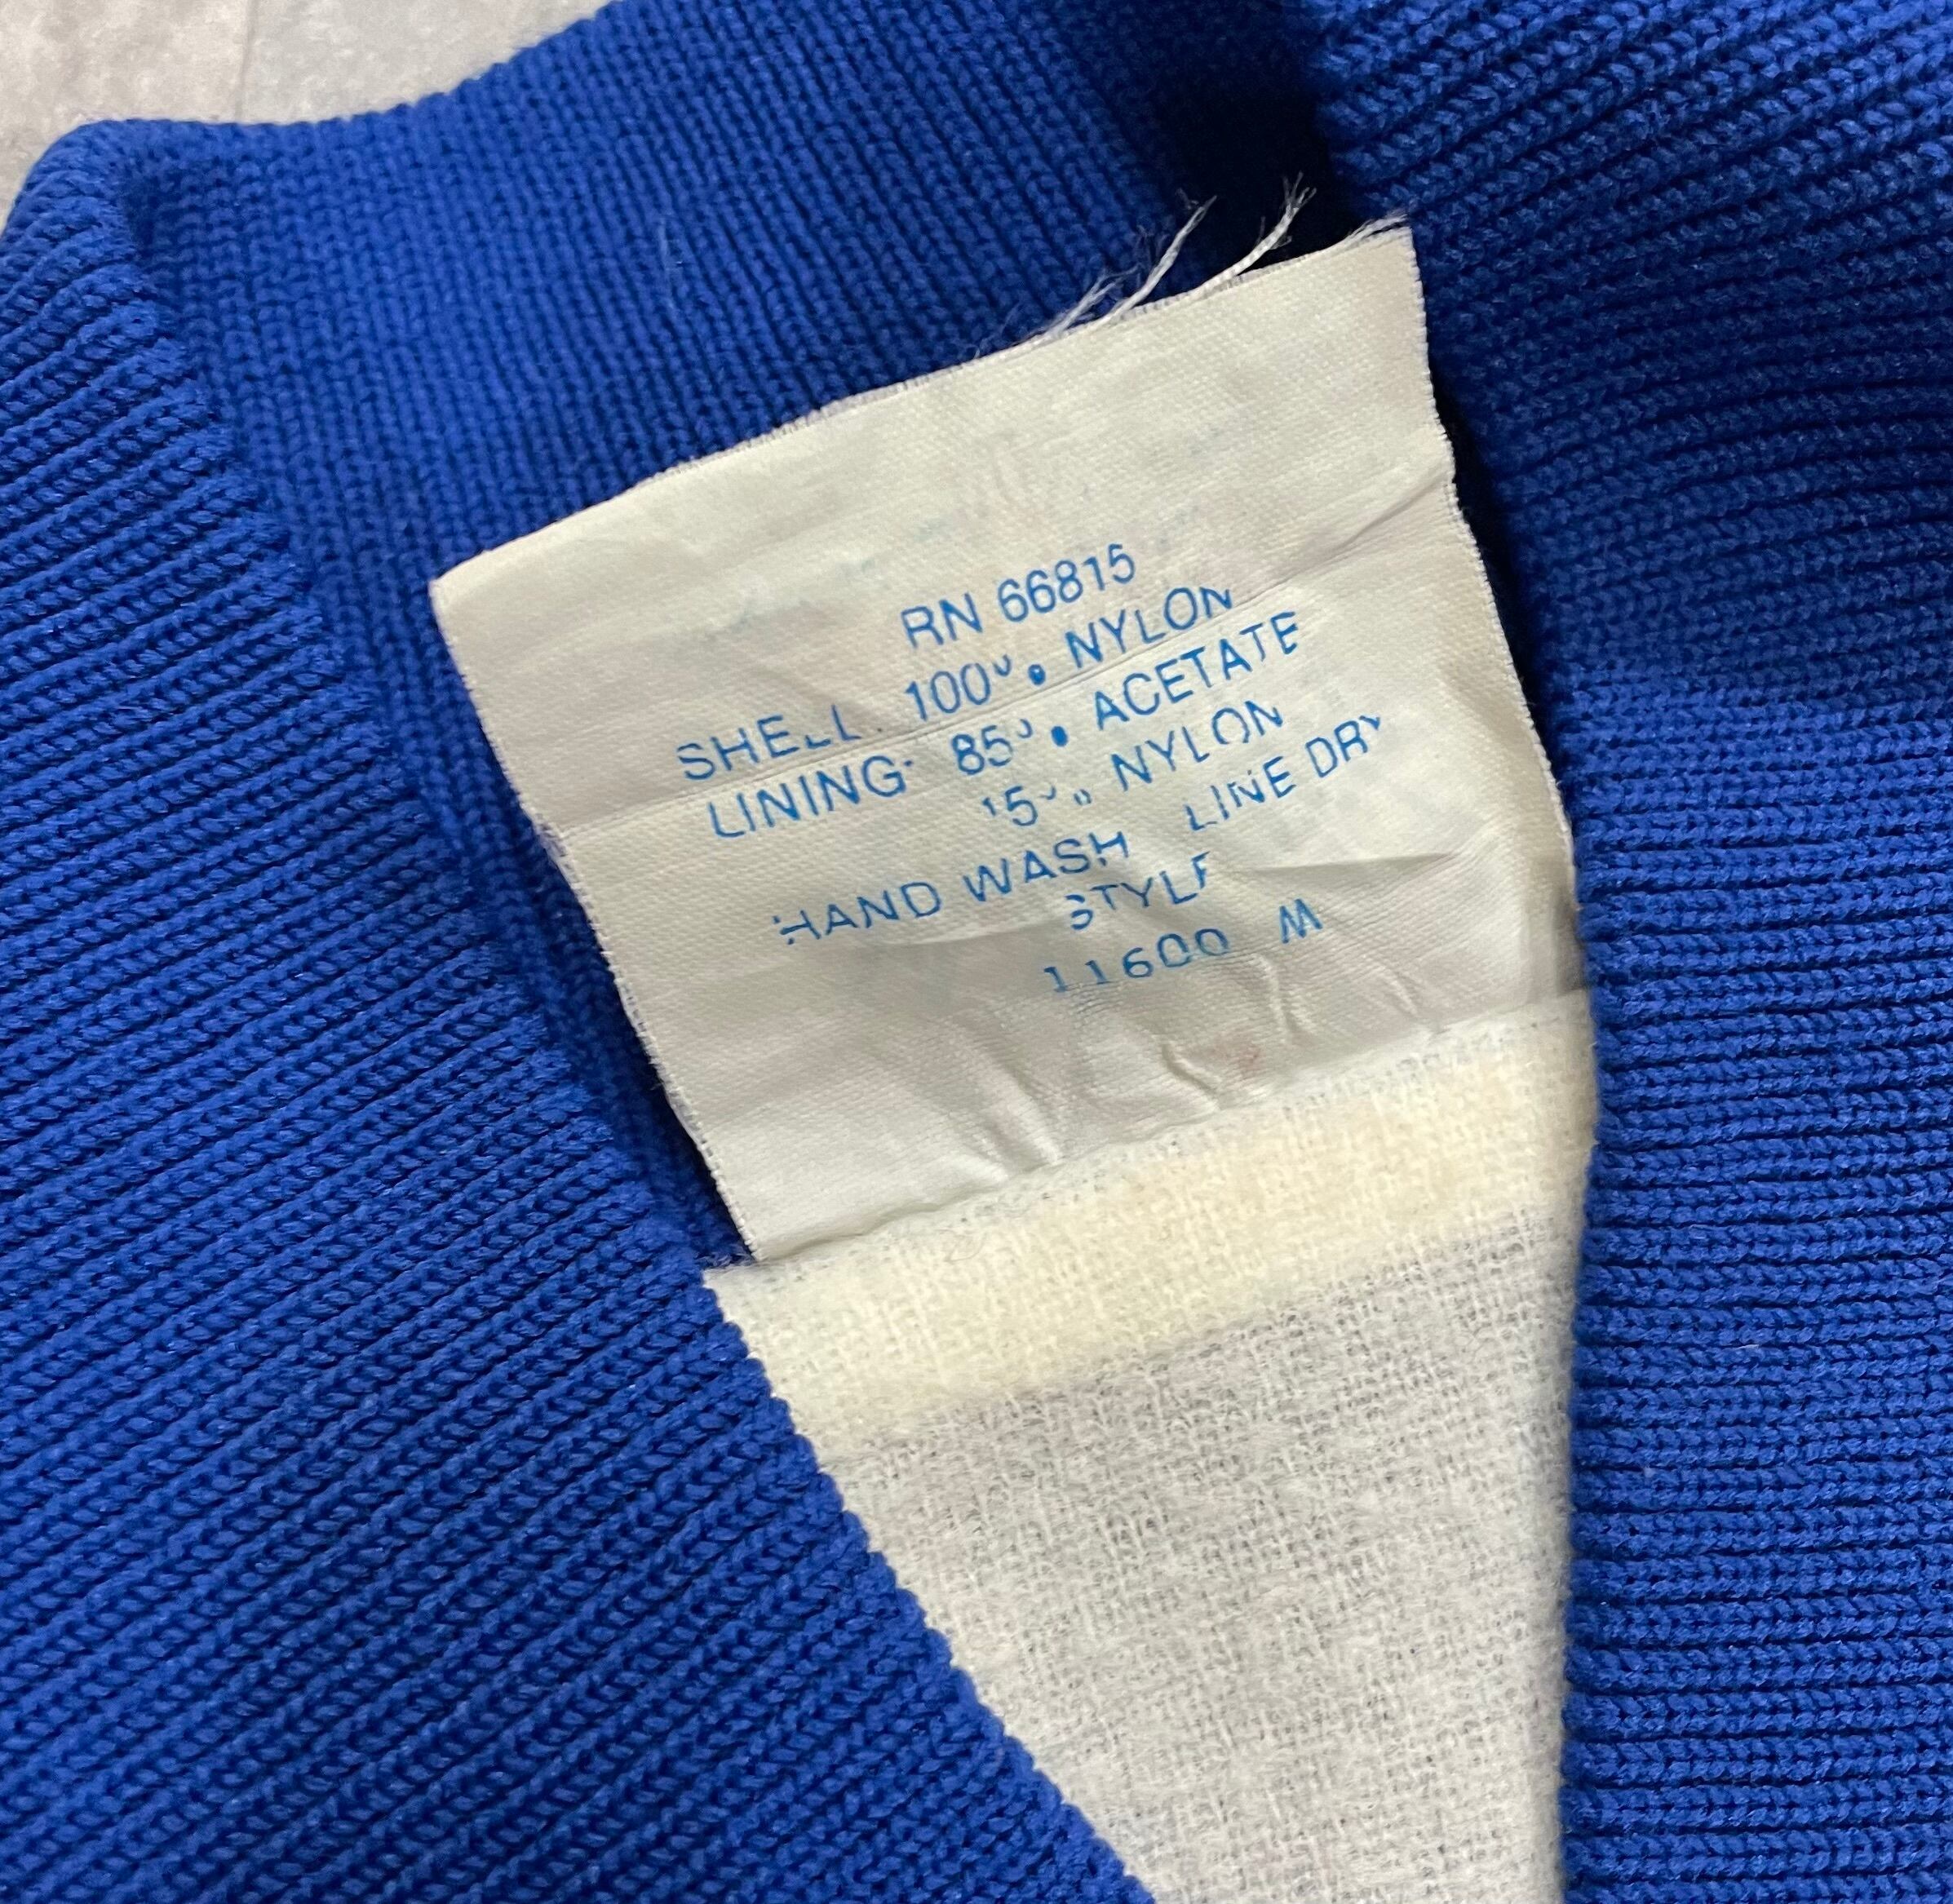 RN 66815
SHELL: 100% NYLON
LINING: 85% ACETATE
15% NYLON
HAND WASH LINE DRY
STYLE
11600 M